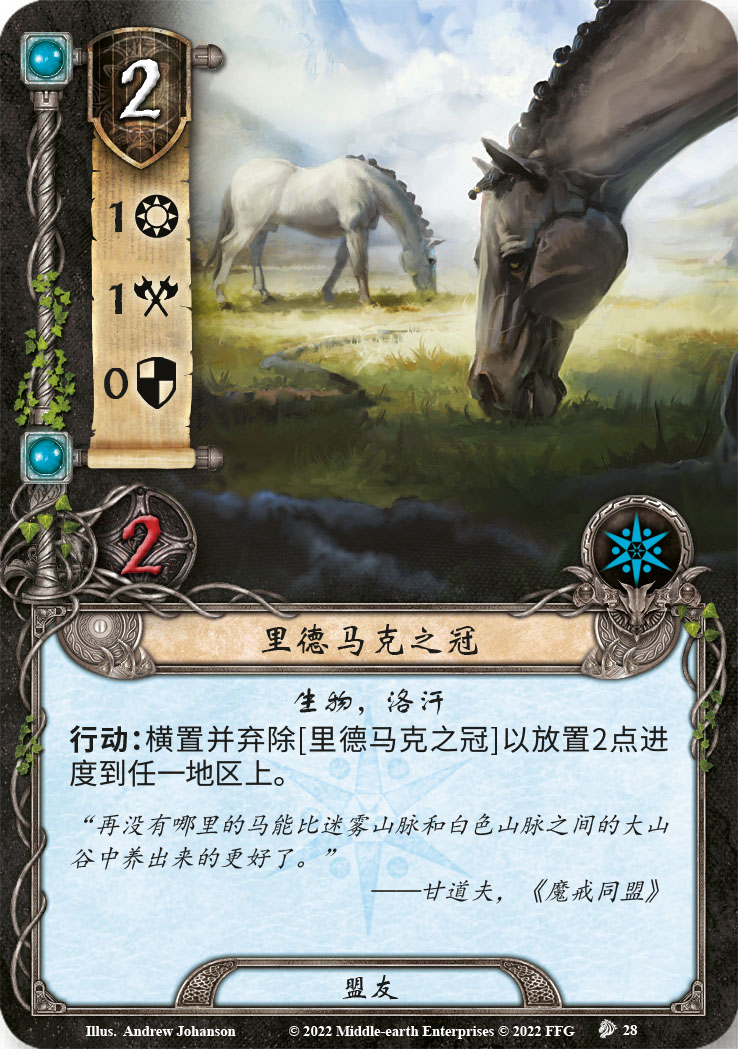 2
1
1
0
2
里德马克之冠
生物，洛汗
行动：横置并弃除[里德马克之冠]以放置2点进
度到任一地区上。
“再没有哪里的马能比迷雾山脉和白色山脉之间的大山
谷中养出来的更好了。”
——甘道夫，《魔戒同盟》
盟友
Illus. Andrew Johanson © 2022 Middle-earth Enterprises © 2022 FFG 28